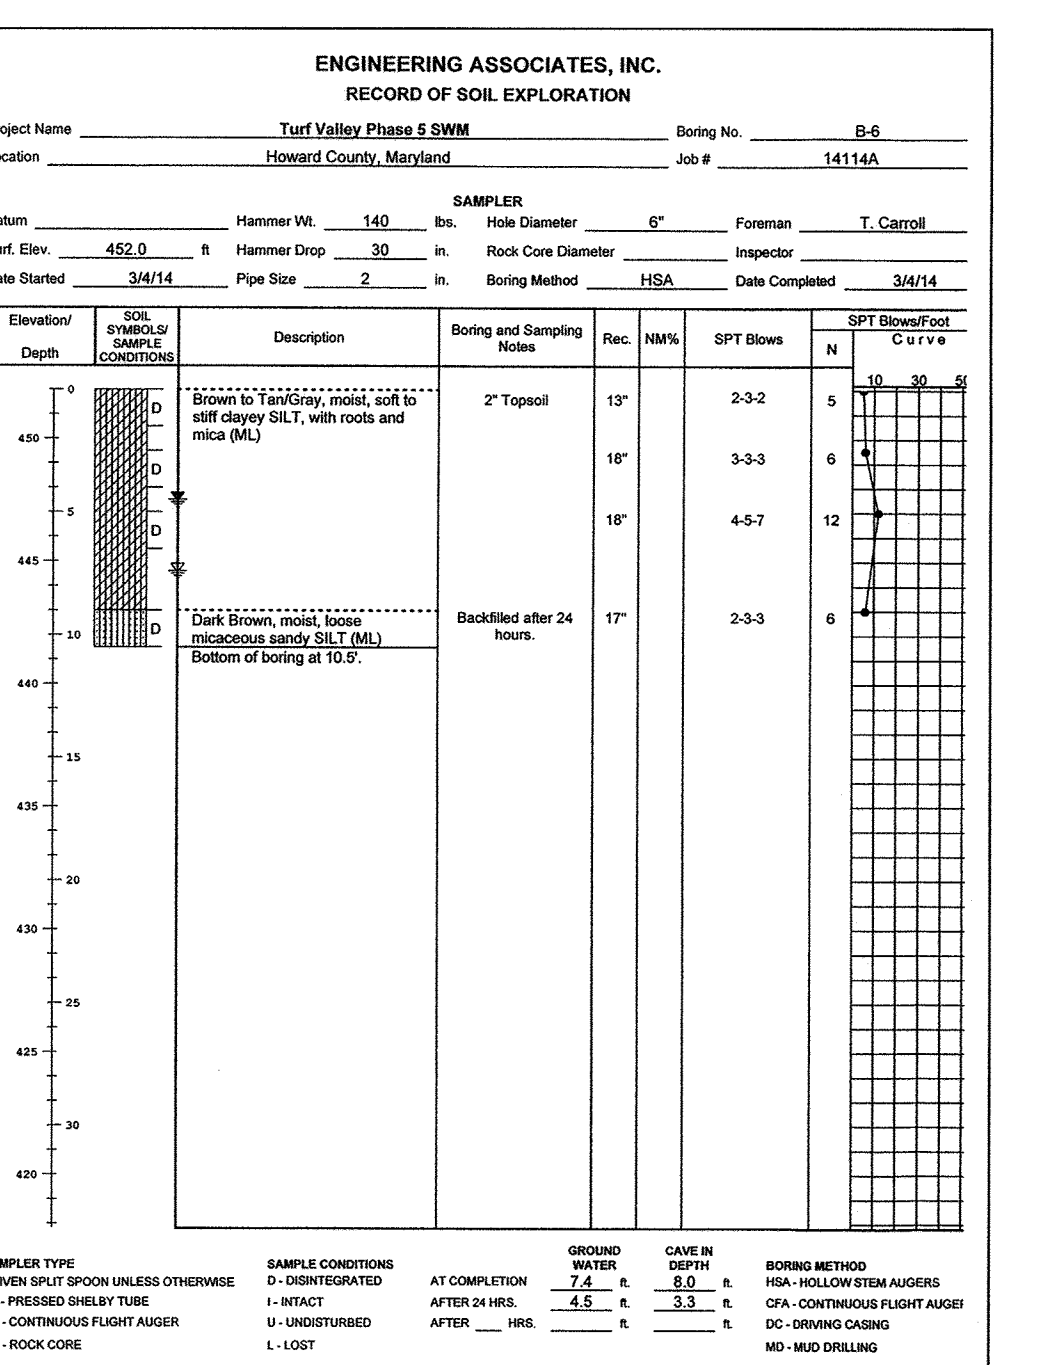 ENGINEERING ASSOCIATES, INC.
RECORD OF SOIL EXPLORATION
oject Name Turf Valley Phase 5 SWM Boring No. B-6
cation Howard County, Maryland Job # 14114A
SAMPLER
atum Hammer Wt. 140 lbs. Hole Diameter 6" Foreman T. Carroll
urf. Elev. 452.0 ft Hammer Drop 30 in. Rock Core Diameter Inspector
ate Started 3/4/14 Pipe Size 2 in. Boring Method HSA Date Completed 3/4/14
Elevation/
Depth
SOIL
SYMBOLS/
SAMPLE
CONDITIONS
Description
Boring and Sampling
Notes
Rec.
NM%
SPT Blows
SPT Blows/Foot
N
Curve
10 30 50
0
D
Brown to Tan/Gray, moist, soft to
stiff clayey SILT, with roots and
mica (ML)
2" Topsoil
13"
2-3-2
5
450
D
18"
3-3-3
6
5
D
18"
4-5-7
12
445
Dark Brown, moist, loose
micaceous sandy SILT (ML)
D
Backfilled after 24
hours.
17"
2-3-3
6
10
Bottom of boring at 10.5'.
440
15
435
20
430
25
425
30
420
MPLER TYPE
IVEN SPLIT SPOON UNLESS OTHERWISE
- PRESSED SHELBY TUBE
- CONTINUOUS FLIGHT AUGER
- ROCK CORE
SAMPLE CONDITIONS
D - DISINTEGRATED
I - INTACT
U - UNDISTURBED
L - LOST
GROUND
WATER
CAVE IN
DEPTH
AT COMPLETION 7.4 ft. 8.0 ft.
AFTER 24 HRS. 4.5 ft. 3.3 ft.
AFTER ___ HRS. ft. ft.
BORING METHOD
HSA - HOLLOW STEM AUGERS
CFA - CONTINUOUS FLIGHT AUGEF
DC - DRIVING CASING
MD - MUD DRILLING